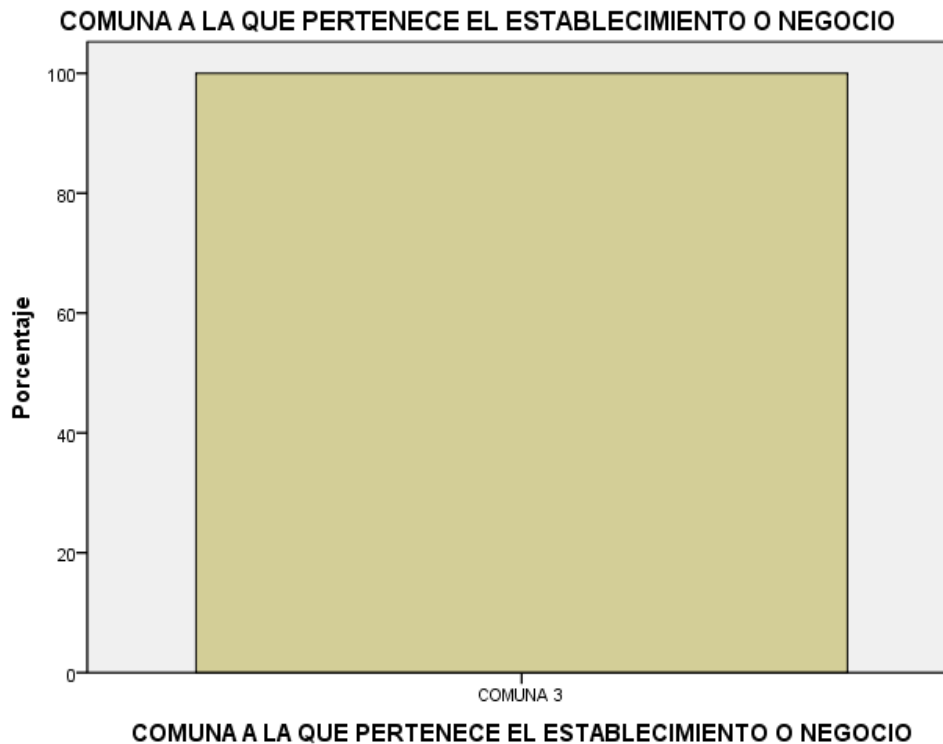 COMUNA A LA QUE PERTENECE EL ESTABLECIMIENTO O NEGOCIO
Porcentaje
100
80
60
40
20
0
COMUNA 3
COMUNA A LA QUE PERTENECE EL ESTABLECIMIENTO O NEGOCIO